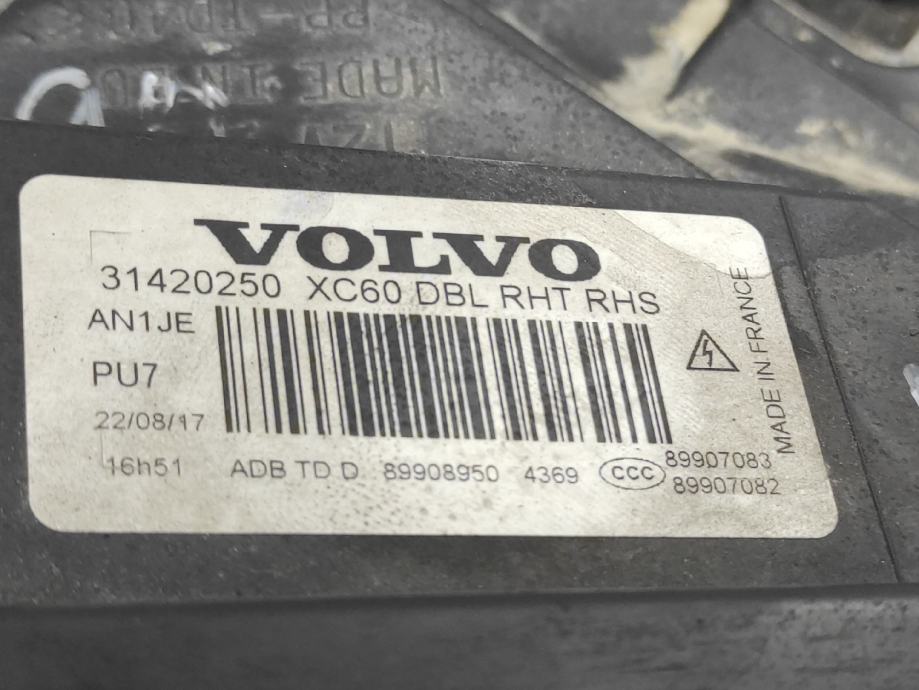 MADE IN
12V
VOLVO
31420250 XC60 DBL RHT RHS
AN1JE
PU7
22/08/17
16h51 ADB TD D 89908950 4369 CCC 89907083
89907082
MADE IN FRANCE